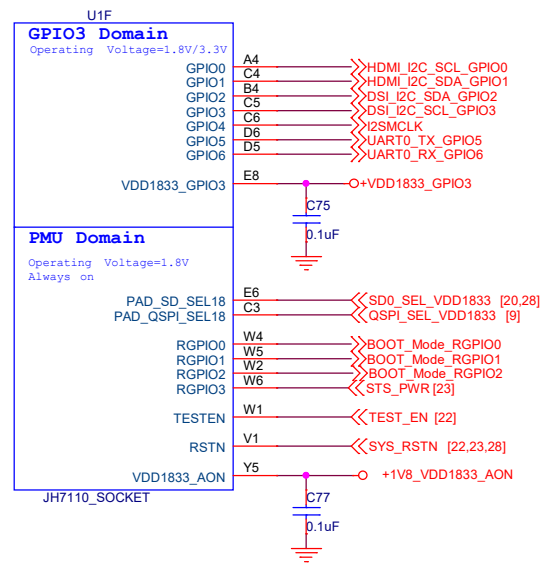 U1F
GPIO3 Domain
Operating Voltage=1.8V/3.3V
GPIO0 A4 HDMI_I2C_SCL_GPIO0
GPIO1 C4 HDMI_I2C_SDA_GPIO1
GPIO2 B4 DSI_I2C_SDA_GPIO2
GPIO3 C5 DSI_I2C_SCL_GPIO3
GPIO4 C6 I2SMCLK
GPIO5 D6 UART0_TX_GPIO5
GPIO6 D5 UART0_RX_GPIO6
VDD1833_GPIO3 E8 +VDD1833_GPIO3
C75
0.1uF
PMU Domain
Operating Voltage=1.8V
Always on
PAD_SD_SEL18 E6 SD0_SEL_VDD1833 [20,28]
PAD_QSPI_SEL18 C3 QSPI_SEL_VDD1833 [9]
RGPIO0 W4 BOOT_Mode_RGPIO0
RGPIO1 W5 BOOT_Mode_RGPIO1
RGPIO2 W2 BOOT_Mode_RGPIO2
RGPIO3 W6 STS_PWR [23]
TESTEN W1 TEST_EN [22]
RSTN V1 SYS_RSTN [22,23,28]
VDD1833_AON Y5 +1V8_VDD1833_AON
JH7110_SOCKET
C77
0.1uF